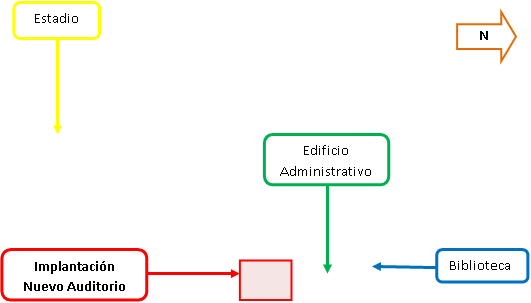 Estadio
N
Edificio
Administrativo
Implantación
Nuevo Auditorio
Biblioteca